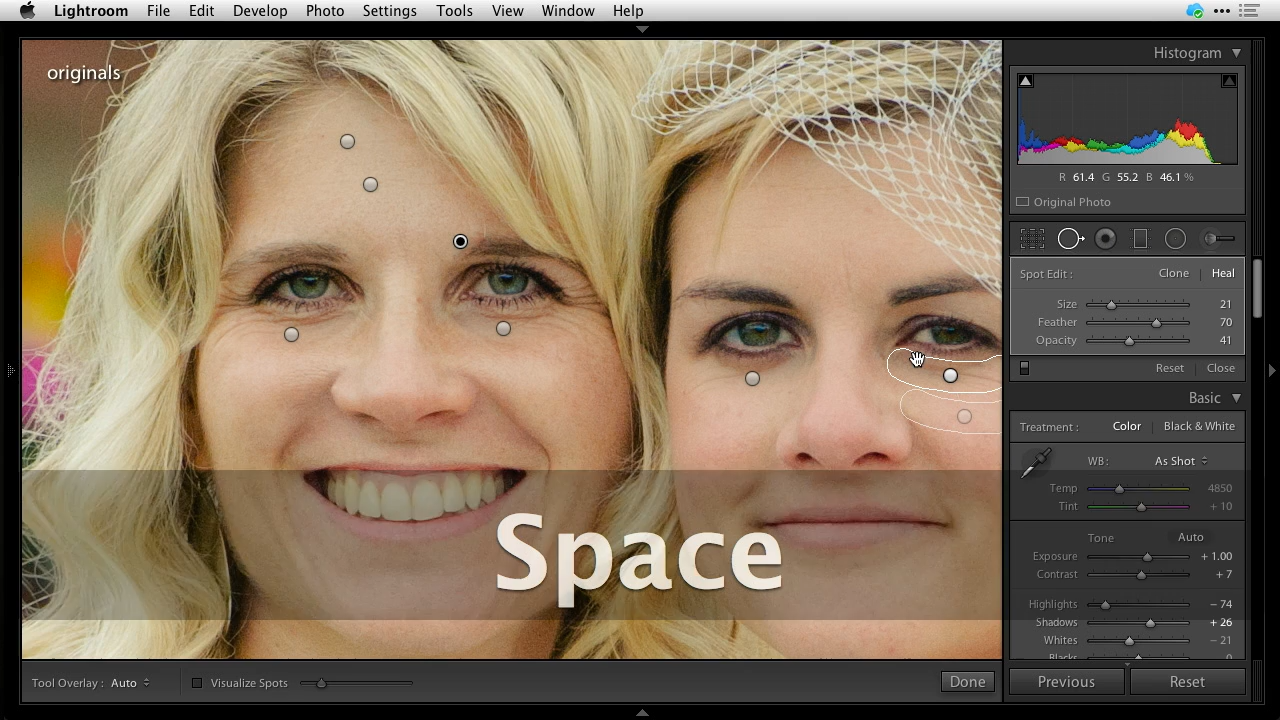 Lightroom File Edit Develop Photo Settings Tools View Window Help
originals
Histogram
R 61.4 G 55.2 B 46.1 %
Original Photo
Spot Edit : Clone | Heal
Size 21
Feather 70
Opacity 41
Reset Close
Basic
Treatment : Color | Black & White
WB : As Shot
Temp 4850
Tint + 10
Tone Auto
Exposure + 1.00
Contrast + 7
Highlights − 74
Shadows + 26
Whites − 21
Blacks 0
Space
Tool Overlay : Auto Visualize Spots Done
Previous Reset